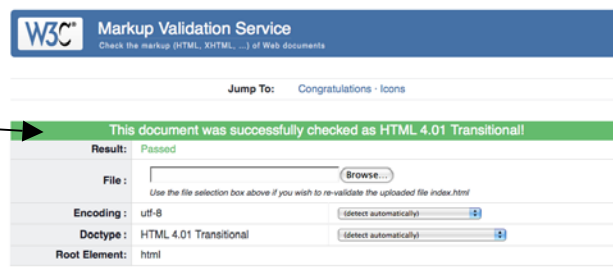 W3C® Markup Validation Service
Check the markup (HTML, XHTML, ...) of Web documents
Jump To: Congratulations · Icons
This document was successfully checked as HTML 4.01 Transitional!
Result: Passed
File : Browse...
Use the file selection box above if you wish to re-validate the uploaded file index.html
Encoding : utf-8 (detect automatically)
Doctype : HTML 4.01 Transitional (detect automatically)
Root Element: html